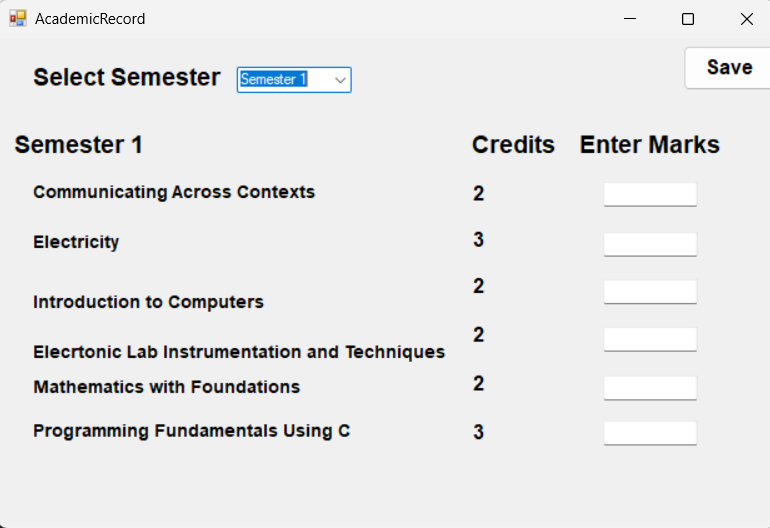 AcademicRecord
Select Semester Semester 1 Save
Semester 1 Credits Enter Marks
Communicating Across Contexts 2
Electricity 3
Introduction to Computers 2
Elecrtonic Lab Instrumentation and Techniques 2
Mathematics with Foundations 2
Programming Fundamentals Using C 3